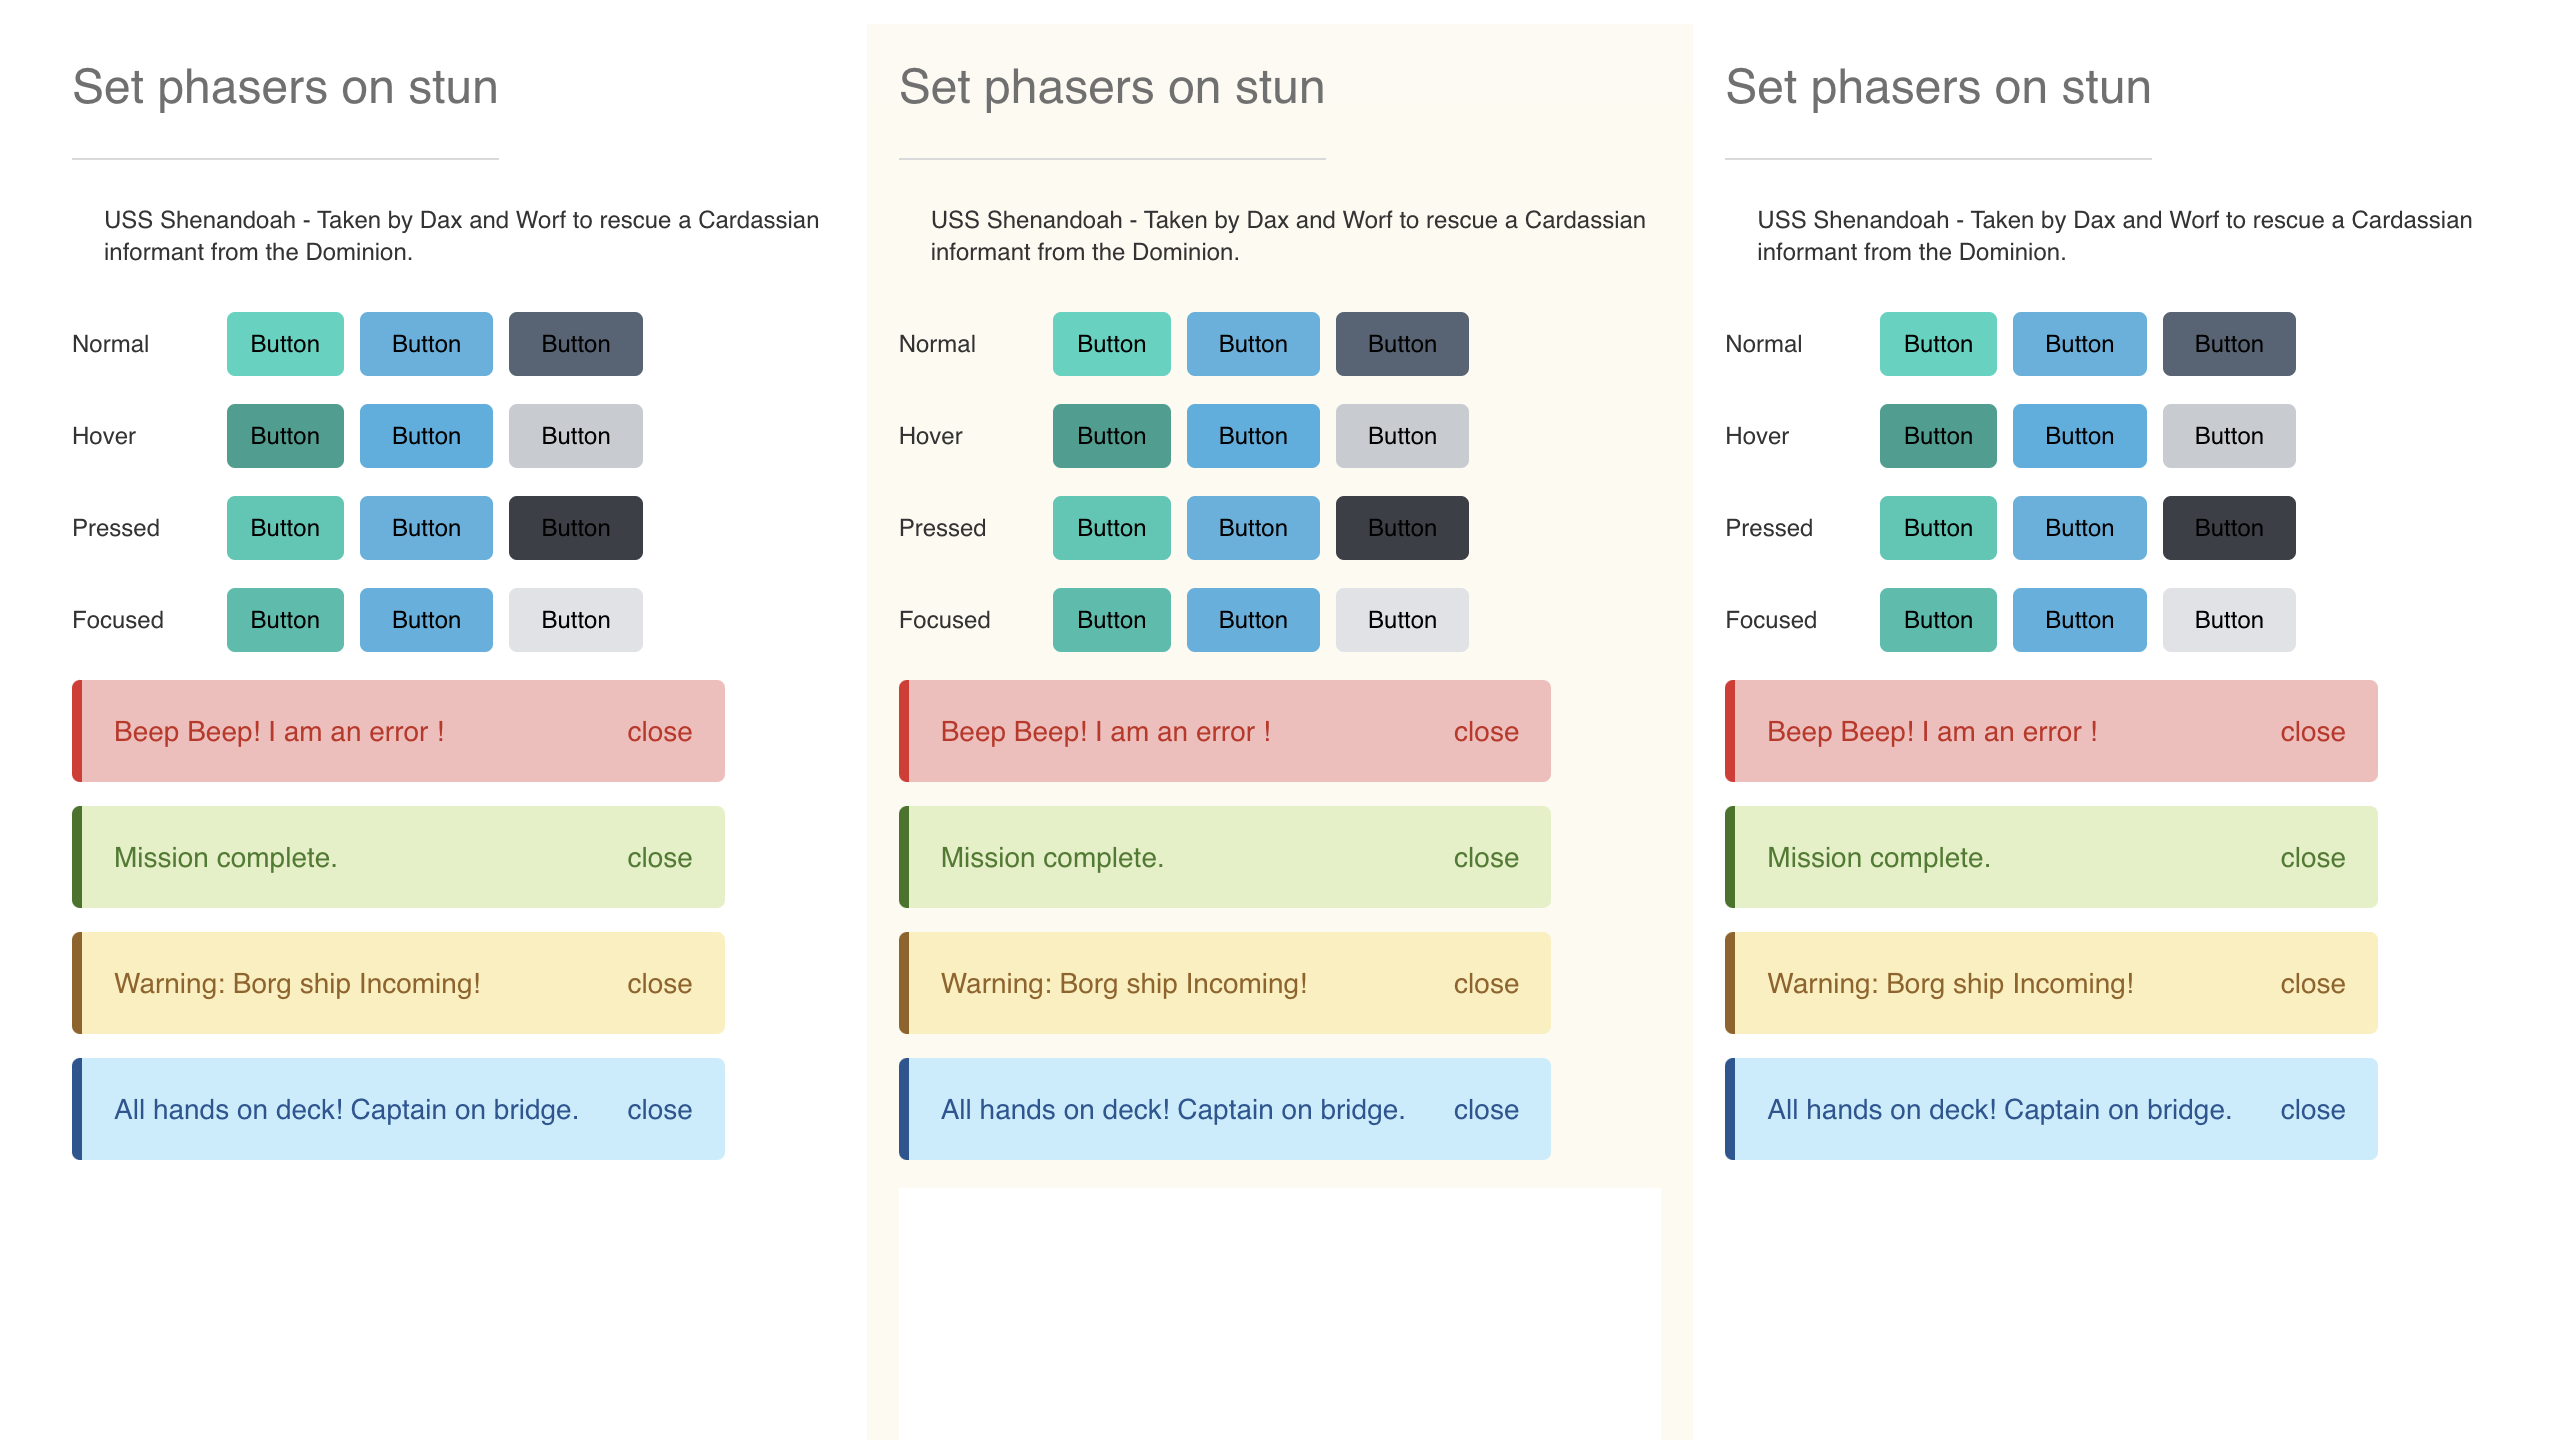 Set phasers on stun
USS Shenandoah - Taken by Dax and Worf to rescue a Cardassian
informant from the Dominion.
Normal Button Button Button
Hover Button Button Button
Pressed Button Button Button
Focused Button Button Button
Beep Beep! I am an error ! close
Mission complete. close
Warning: Borg ship Incoming! close
All hands on deck! Captain on bridge. close
Set phasers on stun
USS Shenandoah - Taken by Dax and Worf to rescue a Cardassian
informant from the Dominion.
Normal Button Button Button
Hover Button Button Button
Pressed Button Button Button
Focused Button Button Button
Beep Beep! I am an error ! close
Mission complete. close
Warning: Borg ship Incoming! close
All hands on deck! Captain on bridge. close
Set phasers on stun
USS Shenandoah - Taken by Dax and Worf to rescue a Cardassian
informant from the Dominion.
Normal Button Button Button
Hover Button Button Button
Pressed Button Button Button
Focused Button Button Button
Beep Beep! I am an error ! close
Mission complete. close
Warning: Borg ship Incoming! close
All hands on deck! Captain on bridge. close